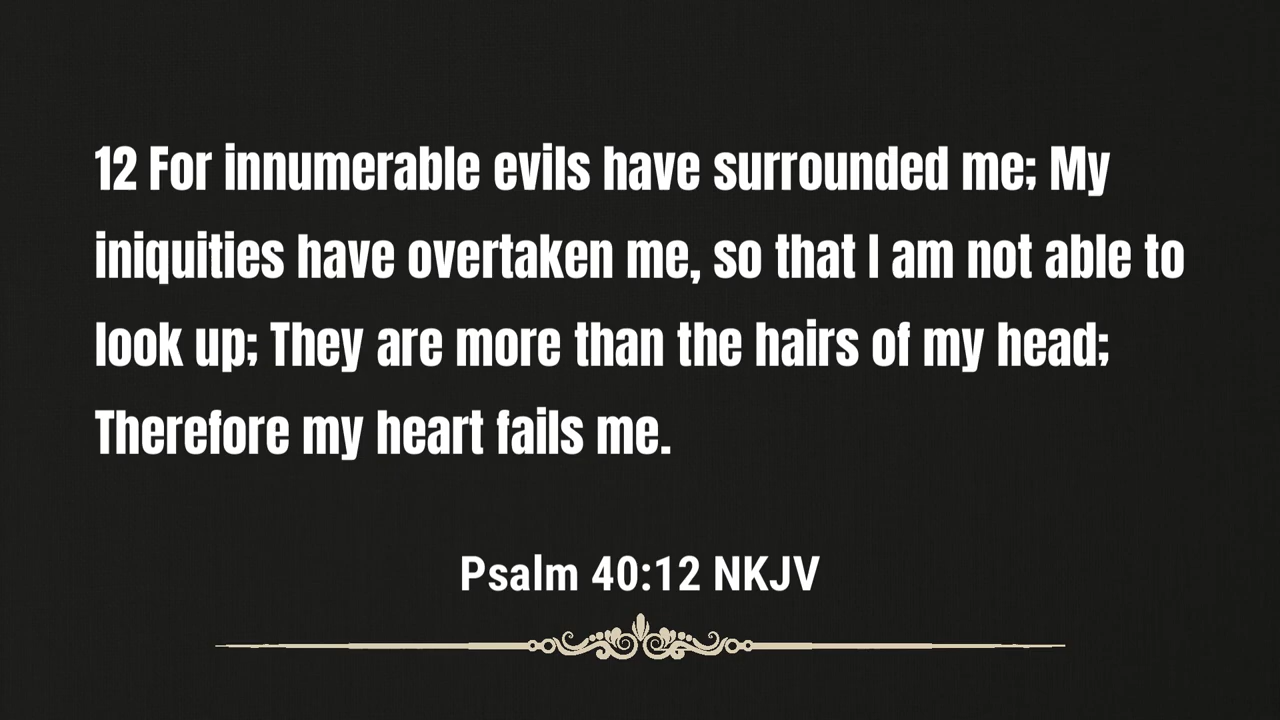 12 For innumerable evils have surrounded me; My
iniquities have overtaken me, so that I am not able to
look up; They are more than the hairs of my head;
Therefore my heart fails me.
Psalm 40:12 NKJV